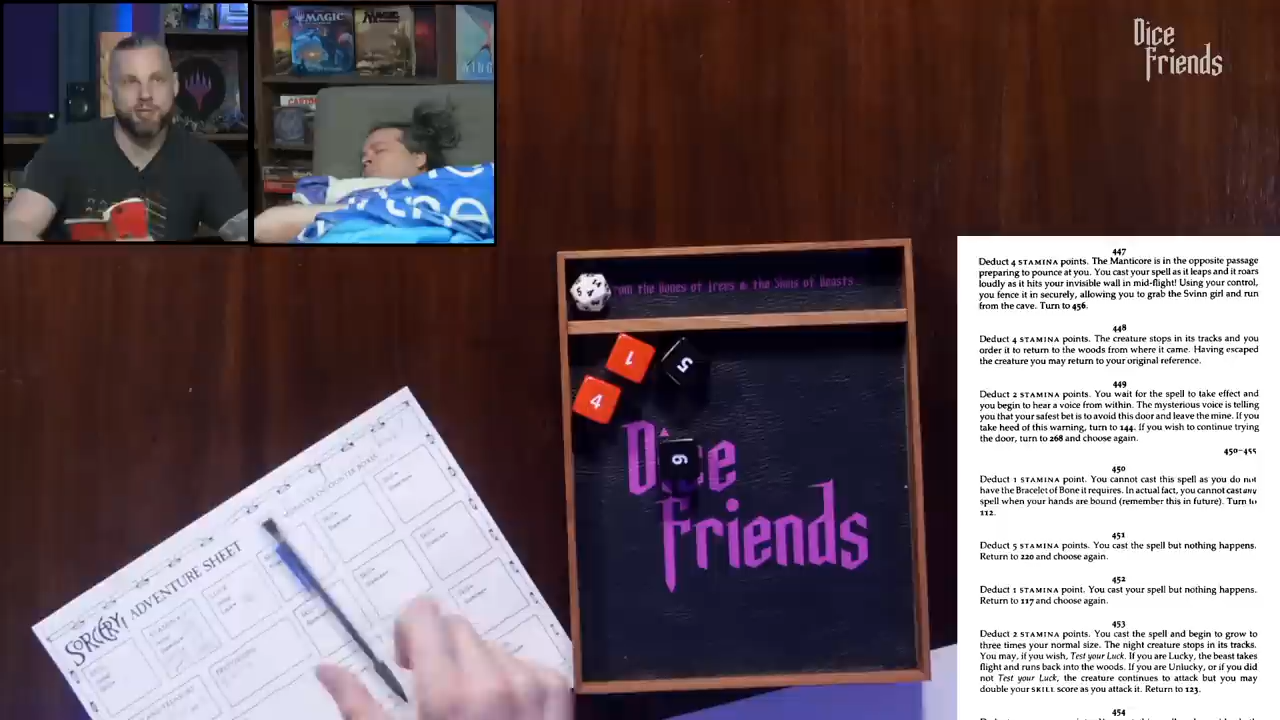 MAGIC
Dice
Friends
from the Bones of Trees & the Skins of Beasts...
5
1
5
4
6
Dice
Friends
SORCERY! ADVENTURE SHEET
447
Deduct 4 STAMINA points. The Manticore is in the opposite passage
preparing to pounce at you. You cast your spell as it leaps and it roars
loudly as it hits your invisible wall in mid-flight! Using your control,
you fence it in securely, allowing you to grab the Svinn girl and run
from the cave. Turn to 456.
448
Deduct 4 STAMINA points. The creature stops in its tracks and you
order it to return to the woods from where it came. Having escaped
the creature you may return to your original reference.
449
Deduct 2 STAMINA points. You wait for the spell to take effect and
you begin to hear a voice from within. The mysterious voice is telling
you that your safest bet is to avoid this door and leave the mine. If you
take heed of this warning, turn to 144. If you wish to continue trying
the door, turn to 268 and choose again.
450-455
450
Deduct 1 STAMINA point. You cannot cast this spell as you do not
have the Bracelet of Bone it requires. In actual fact, you cannot cast any
spell when your hands are bound (remember this in future). Turn to
112.
451
Deduct 5 STAMINA points. You cast the spell but nothing happens.
Return to 220 and choose again.
452
Deduct 1 STAMINA point. You cast your spell but nothing happens.
Return to 117 and choose again.
453
Deduct 2 STAMINA points. You cast the spell and begin to grow to
three times your normal size. The night creature stops in its tracks.
You may, if you wish, Test your Luck. If you are Lucky, the beast takes
flight and runs back into the woods. If you are Unlucky, or if you did
not Test your Luck, the creature continues to attack but you may
double your SKILL score as you attack it. Return to 123.
454